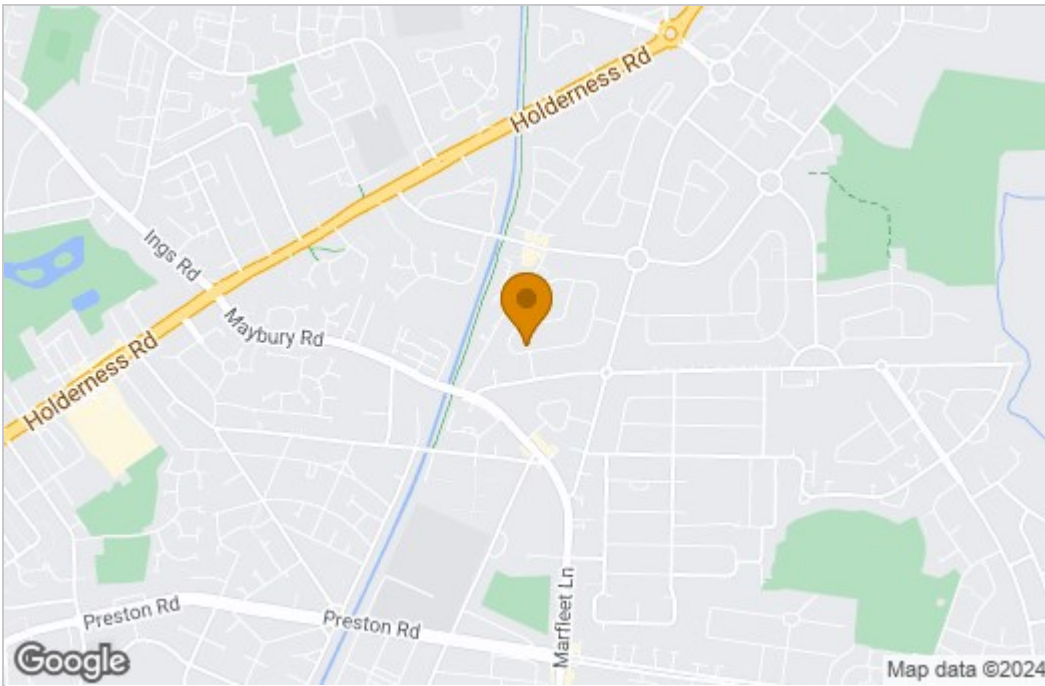 Holderness Rd
Ings Rd
Maybury Rd
Holderness Rd
Preston Rd
Preston Rd
Marfleet Ln
Google
Map data ©2024